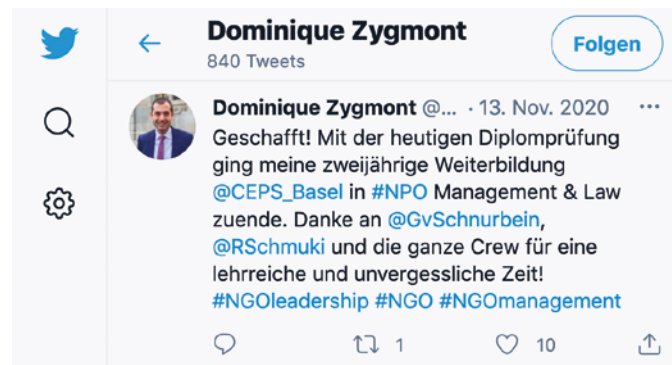 Dominique Zygmont
840 Tweets
Folgen
Dominique Zygmont @... · 13. Nov. 2020
Geschafft! Mit der heutigen Diplomprüfung
ging meine zweijährige Weiterbildung
@CEPS_Basel in #NPO Management & Law
zuende. Danke an @GvSchnurbein,
@RSchmuki und die ganze Crew für eine
lehrreiche und unvergessliche Zeit!
#NGOleadership #NGO #NGOmanagement
1 10